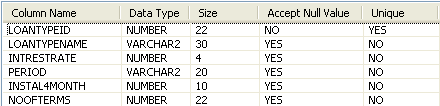 Column Name Data Type Size Accept Null Value Unique
LOANTYPEID NUMBER 22 NO YES
LOANTYPENAME VARCHAR2 30 YES NO
INTRESTRATE NUMBER 4 YES NO
PERIOD VARCHAR2 20 YES NO
INSTAL4MONTH NUMBER 10 YES NO
NOOFTERMS NUMBER 22 YES NO